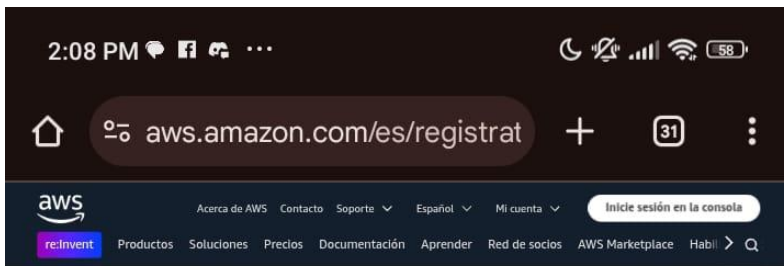 2:08 PM
58
aws.amazon.com/es/registrat
31
aws
Acerca de AWS Contacto Soporte Español Mi cuenta Inicie sesión en la consola
re:Invent Productos Soluciones Precios Documentación Aprender Red de socios AWS Marketplace Habil